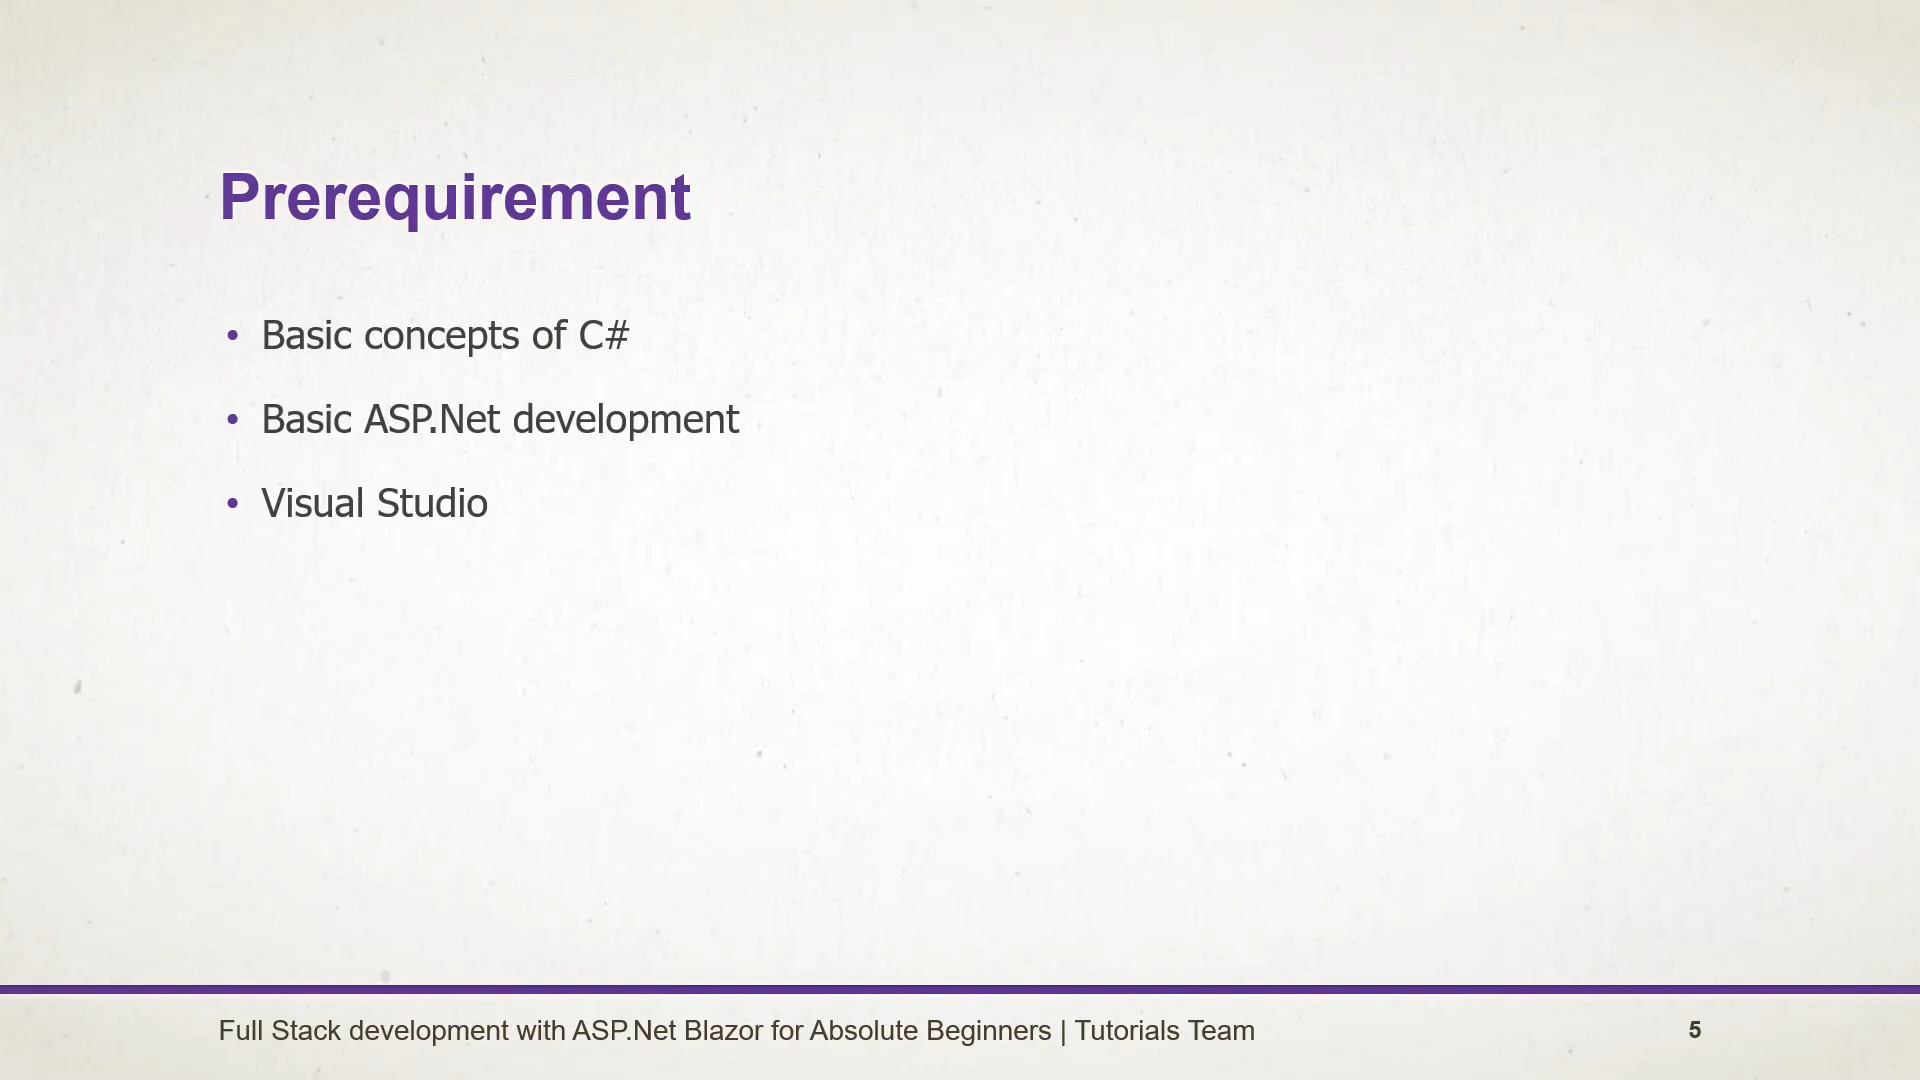 Prerequirement
• Basic concepts of C#
• Basic ASP.Net development
• Visual Studio
Full Stack development with ASP.Net Blazor for Absolute Beginners | Tutorials Team
5